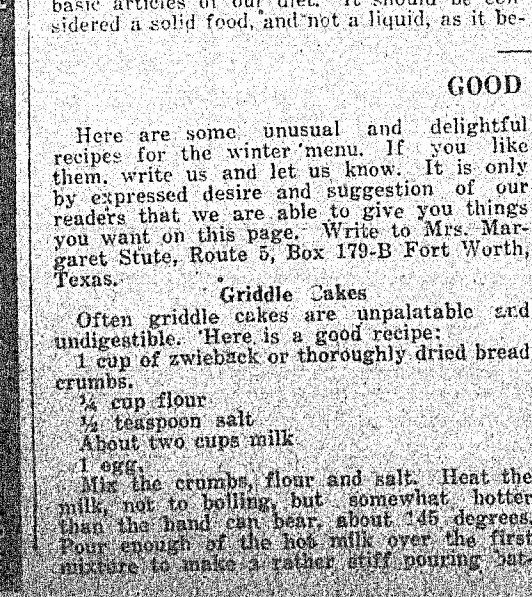 basic articles of our diet. It should be con-
sidered a solid food, and not a liquid, as it be-
GOOD
Here are some unusual and delightful
recipes for the winter menu. If you like
them, write us and let us know. It is only
by expressed desire and suggestion of our
readers that we are able to give you things
you want on this page. Write to Mrs. Mar-
garet Stute, Route 5, Box 179-B Fort Worth,
Texas.
Griddle Cakes
Often griddle cakes are unpalatable and
undigestible. Here is a good recipe:
1 cup of zwieback or thoroughly dried bread
crumbs.
¼ cup flour
½ teaspoon salt
About two cups milk
1 egg.
Mix the crumbs, flour and salt. Heat the
milk, not to boiling, but somewhat hotter
than the hand can bear, about 145 degrees.
Pour enough of the hot milk over the first
mixture to make a rather stiff pouring bat-